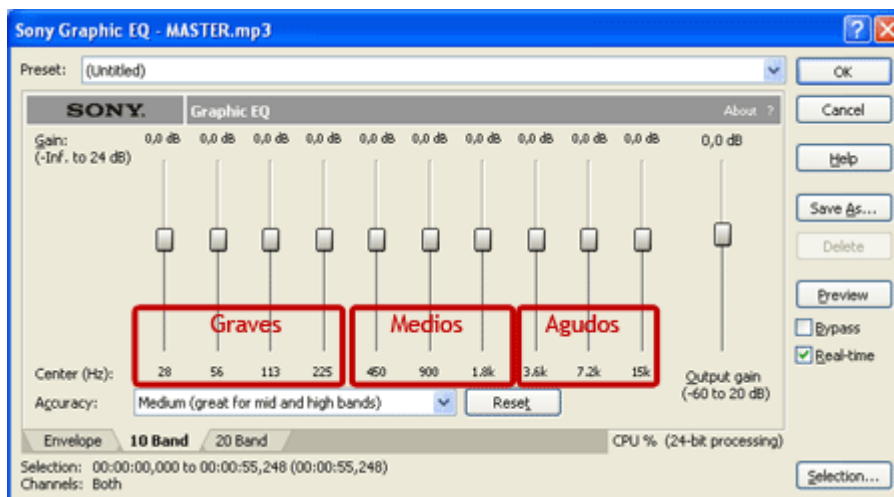 Sony Graphic EQ - MASTER.mp3
Preset: (Untitled) OK
SONY. Graphic EQ About ? Cancel
Gain: 0,0 dB 0,0 dB 0,0 dB 0,0 dB 0,0 dB 0,0 dB 0,0 dB 0,0 dB 0,0 dB 0,0 dB 0,0 dB
(-Inf. to 24 dB)
Help
Save As...
Delete
Preview
Graves Medios Agudos Bypass
Real-time
Center (Hz): 28 56 113 225 450 900 1.8k 3.6k 7.2k 15k Output gain
(-60 to 20 dB)
Accuracy: Medium (great for mid and high bands) Reset
Envelope 10 Band 20 Band CPU % (24-bit processing)
Selection: 00:00:00,000 to 00:00:55,248 (00:00:55,248)
Channels: Both Selection...